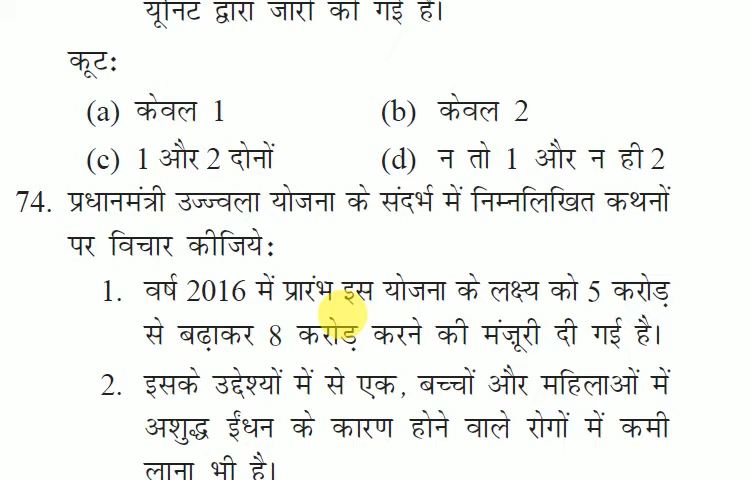 यूनिट द्वारा जारी की गई है।
कूट:
(a) केवल 1 (b) केवल 2
(c) 1 और 2 दोनों (d) न तो 1 और न ही 2
74. प्रधानमंत्री उज्ज्वला योजना के संदर्भ में निम्नलिखित कथनों
पर विचार कीजिये:
1. वर्ष 2016 में प्रारंभ इस योजना के लक्ष्य को 5 करोड़
से बढ़ाकर 8 करोड़ करने की मंज़ूरी दी गई है।
2. इसके उद्देश्यों में से एक, बच्चों और महिलाओं में
अशुद्ध ईंधन के कारण होने वाले रोगों में कमी
लाना भी है।